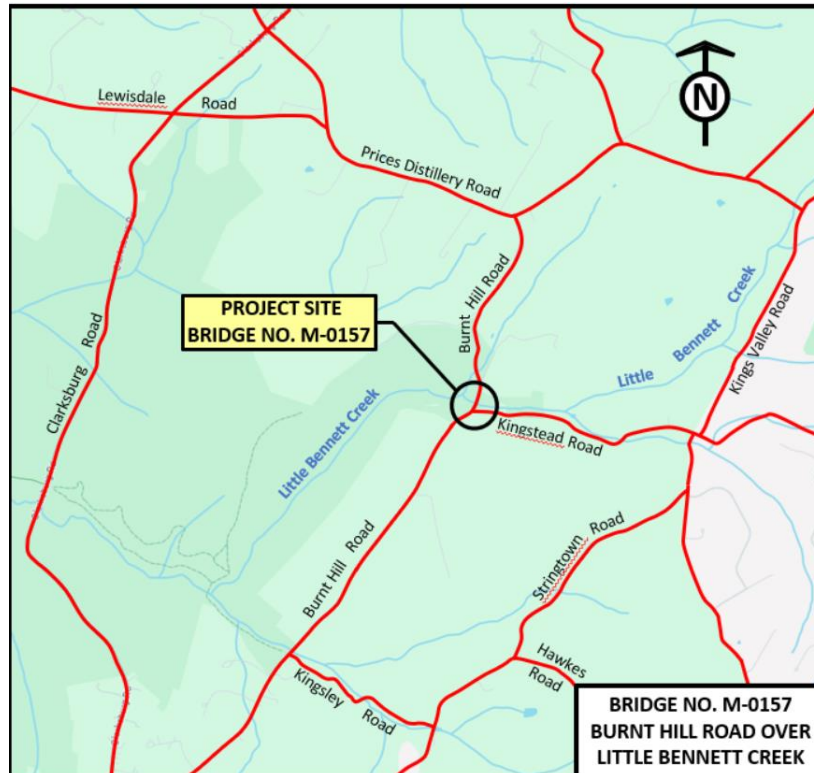 Lewisdale Road
Prices Distillery Road
N
PROJECT SITE
BRIDGE NO. M-0157
Burnt Hill Road
Little Bennett Creek
Kings Valley Road
Clarksburg Road
Little Bennett Creek
Kingstead Road
Burnt Hill Road
Stringtown Road
Hawkes
Road
Kingsley Road
BRIDGE NO. M-0157
BURNT HILL ROAD OVER
LITTLE BENNETT CREEK